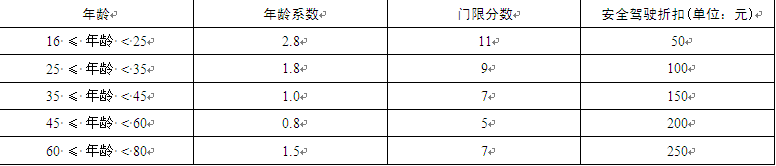 年龄 年龄系数 门限分数 安全驾驶折扣(单位：元)
16 ≤ 年龄 < 25 2.8 11 50
25 ≤ 年龄 < 35 1.8 9 100
35 ≤ 年龄 < 45 1.0 7 150
45 ≤ 年龄 < 60 0.8 5 200
60 ≤ 年龄 < 80 1.5 7 250